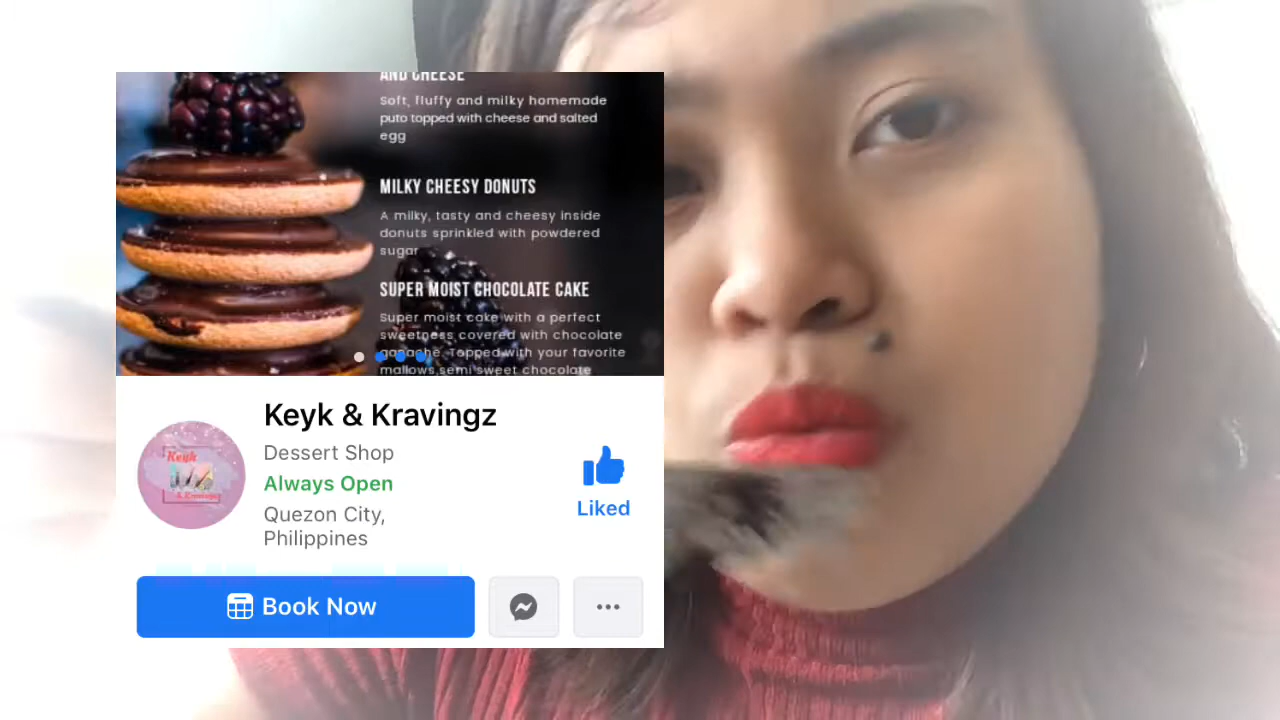 AND CHEESE
Soft, fluffy and milky homemade
puto topped with cheese and salted
egg
MILKY CHEESY DONUTS
A milky, tasty and cheesy inside
donuts sprinkled with powdered
sugar
SUPER MOIST CHOCOLATE CAKE
Super moist cake with a perfect
sweetness covered with chocolate
ganache. Topped with your favorite
mallows,semi sweet chocolate
Keyk & Kravingz
Dessert Shop
Always Open
Quezon City,
Philippines
Liked
Keyk
& Kravingz
Book Now